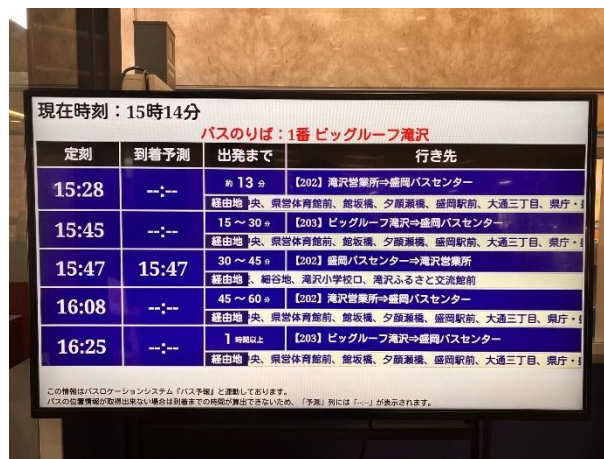 現在時刻：15時14分
バスのりば：1番 ビッグルーフ滝沢
定刻 到着予測 出発まで 行き先
15:28 --:-- 約 13 分 【202】滝沢営業所⇒盛岡バスセンター
経由地 央、県営体育館前、館坂橋、夕顔瀬橋、盛岡駅前、大通三丁目、県庁・
15:45 --:-- 15～30 分 【203】ビッグルーフ滝沢⇒盛岡バスセンター
経由地 央、県営体育館前、館坂橋、夕顔瀬橋、盛岡駅前、大通三丁目、県庁・
15:47 15:47 30～45 分 【202】盛岡バスセンター⇒滝沢営業所
経由地 、細谷地、滝沢小学校口、滝沢ふるさと交流館前
16:08 --:-- 45～60 分 【202】滝沢営業所⇒盛岡バスセンター
経由地 央、県営体育館前、館坂橋、夕顔瀬橋、盛岡駅前、大通三丁目、県庁・
16:25 --:-- 1 時間以上 【203】ビッグルーフ滝沢⇒盛岡バスセンター
経由地 央、県営体育館前、館坂橋、夕顔瀬橋、盛岡駅前、大通三丁目、県庁・
この情報はバスロケーションシステム『バス予報』と連動しております。
バスの位置情報が取得出来ない場合は到着までの時間が算出できないため、「予測」列には「--:--」が表示されます。